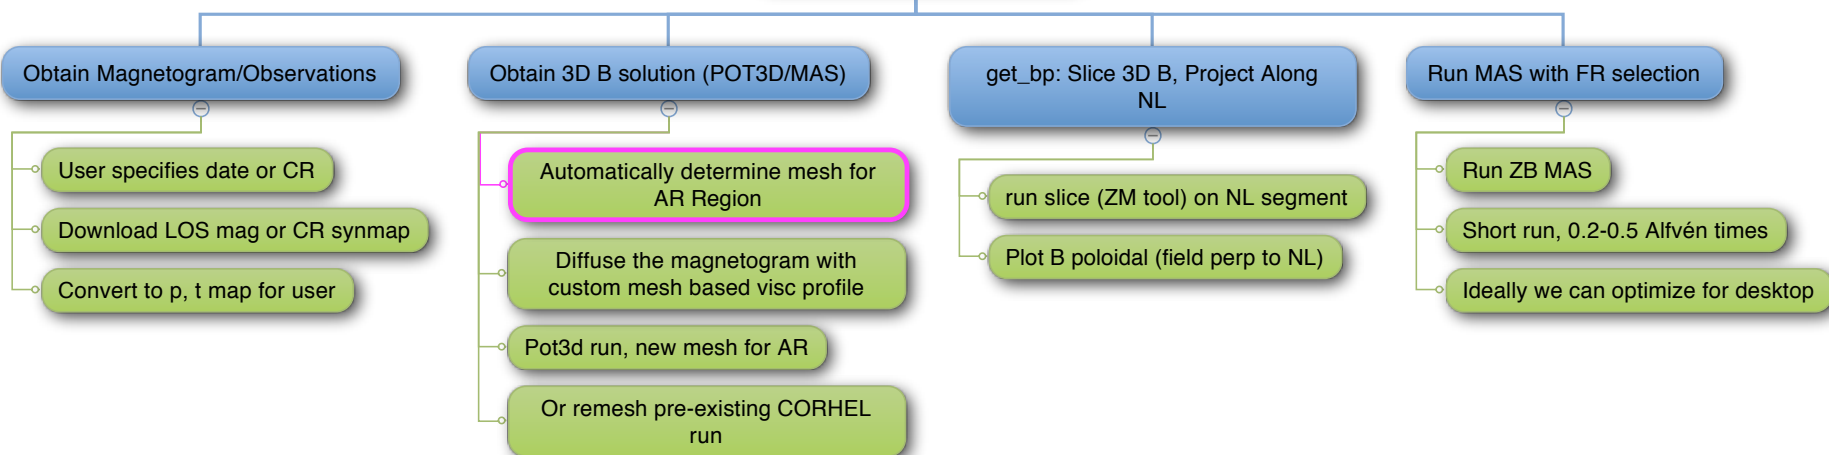 Obtain Magnetogram/Observations
User specifies date or CR
Download LOS mag or CR synmap
Convert to p, t map for user
Obtain 3D B solution (POT3D/MAS)
Automatically determine mesh for
AR Region
Diffuse the magnetogram with
custom mesh based visc profile
Pot3d run, new mesh for AR
Or remesh pre-existing CORHEL
run
get_bp: Slice 3D B, Project Along
NL
run slice (ZM tool) on NL segment
Plot B poloidal (field perp to NL)
Run MAS with FR selection
Run ZB MAS
Short run, 0.2-0.5 Alfvén times
Ideally we can optimize for desktop